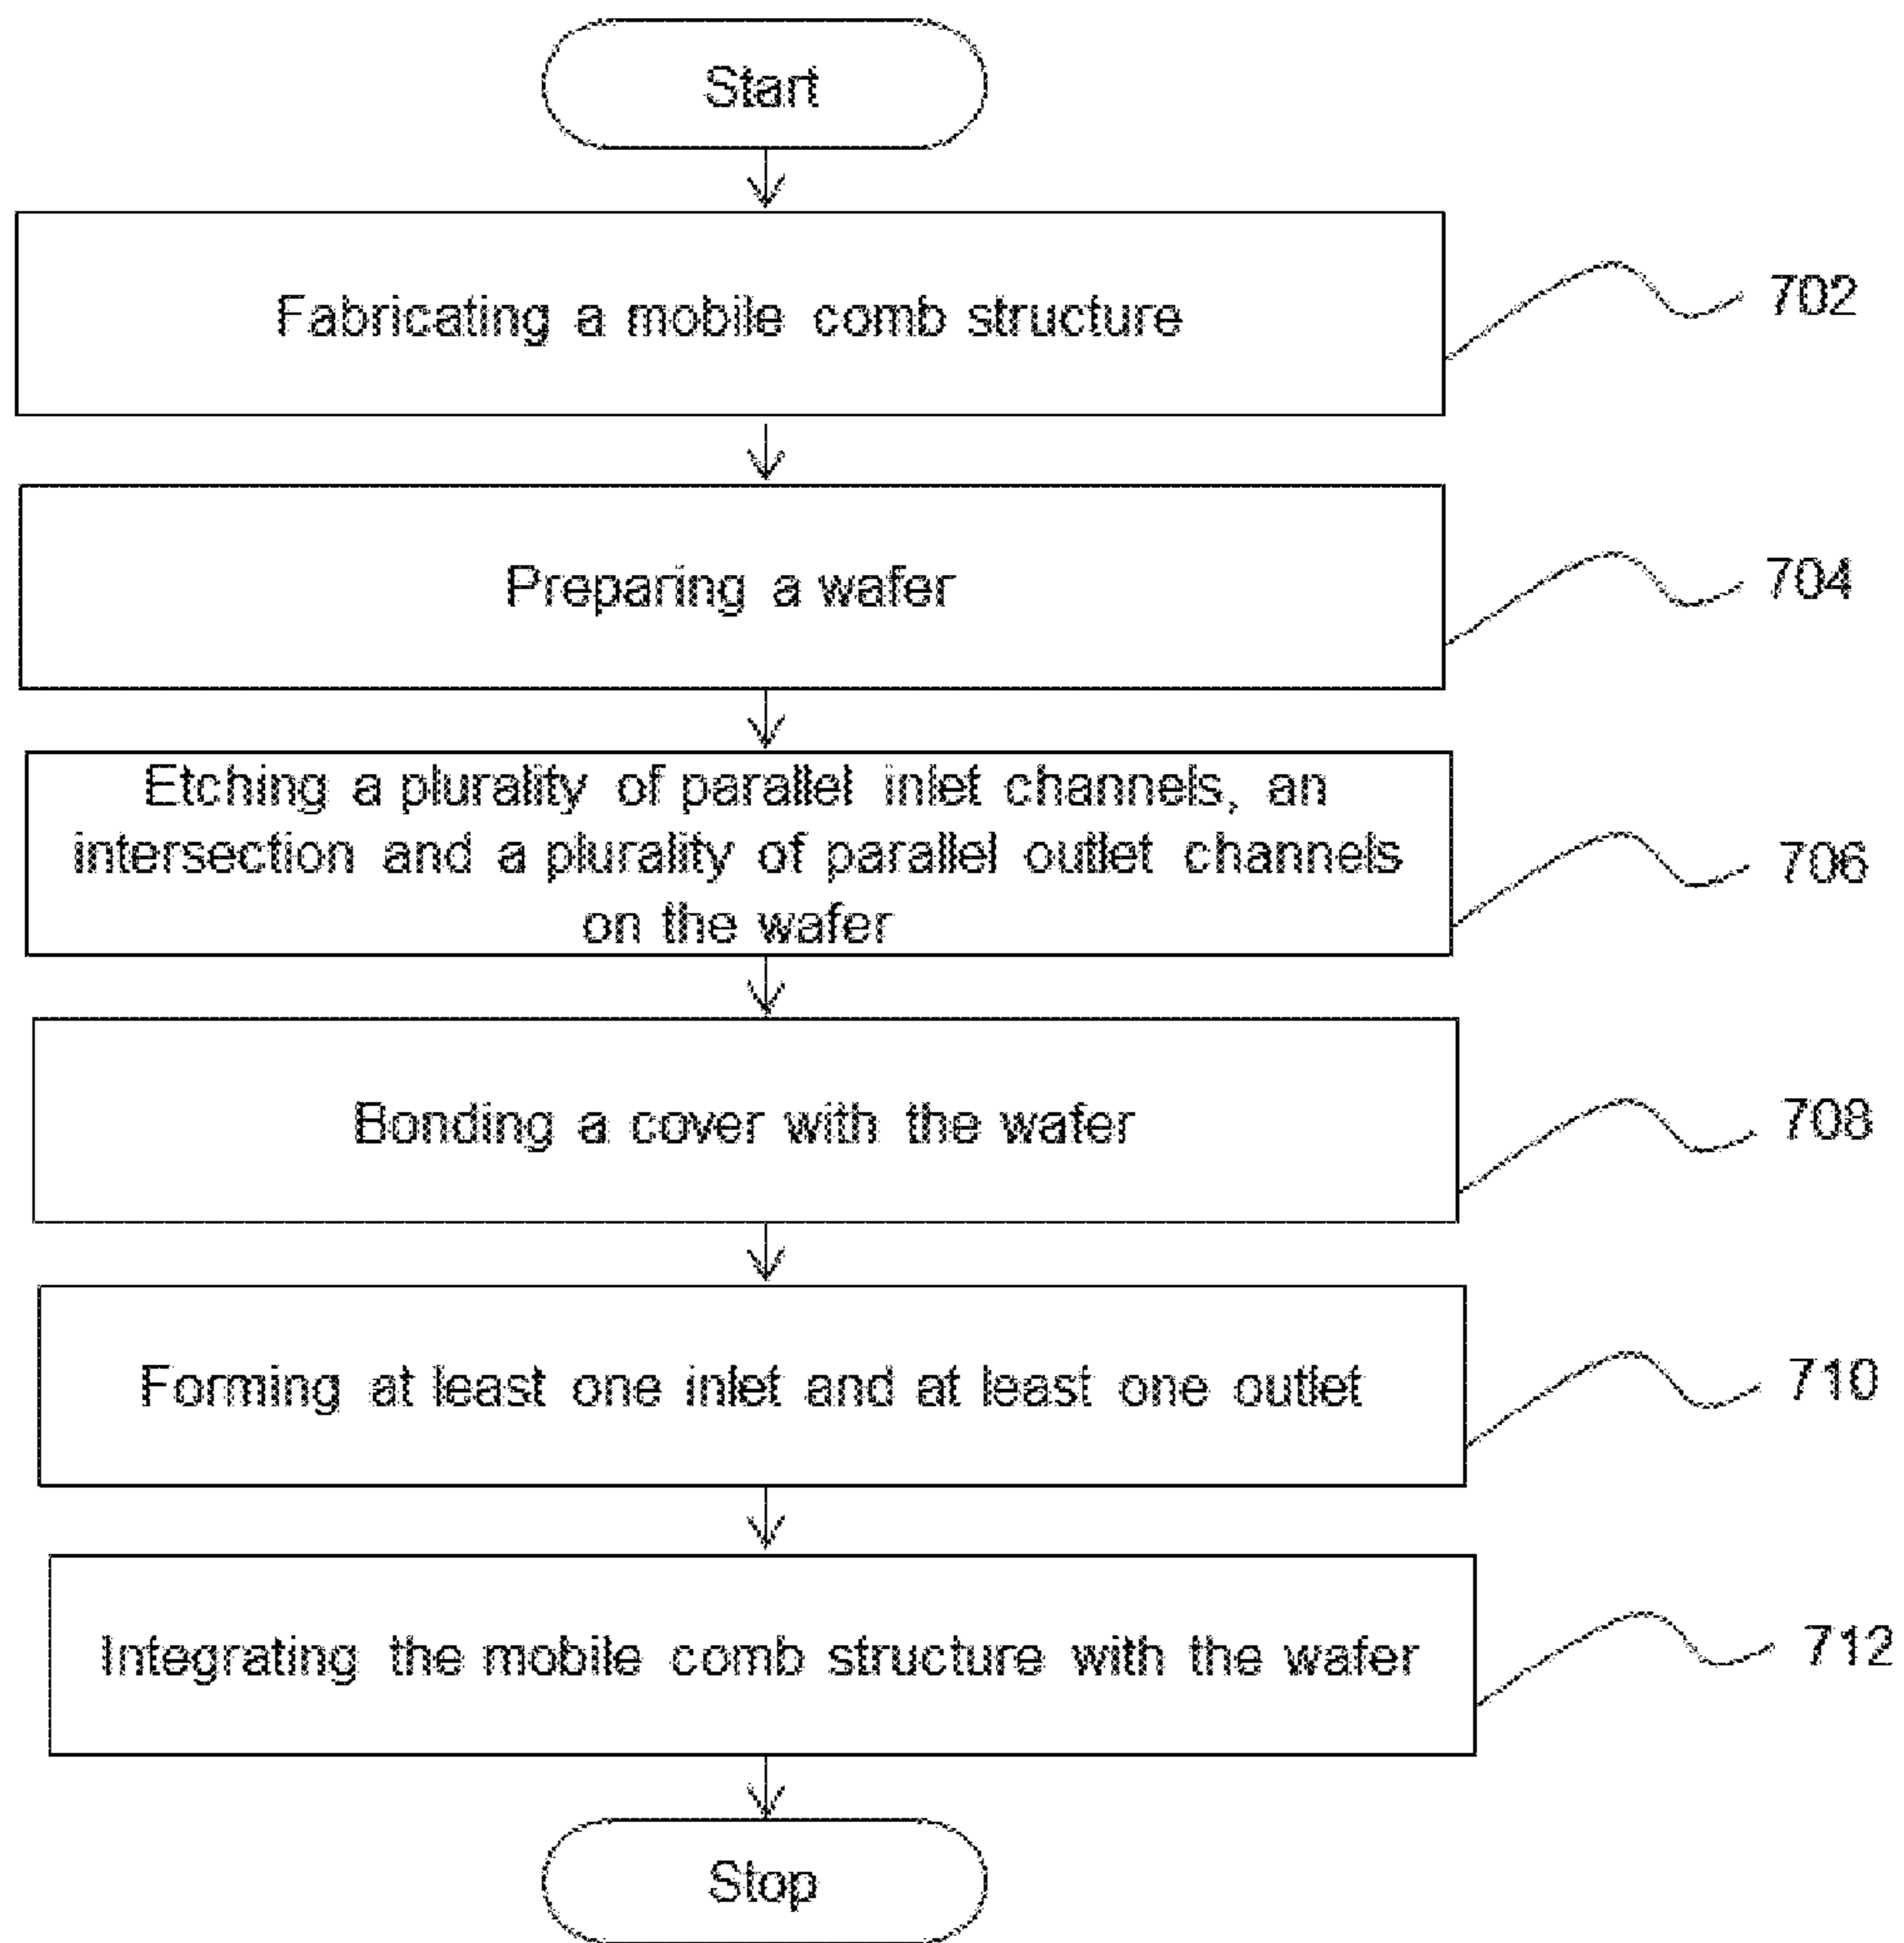 Start
Fabricating a mobile comb structure
702
Preparing a wafer
704
Etching a plurality of parallel inlet channels, an
intersection and a plurality of parallel outlet channels
on the wafer
706
Bonding a cover with the wafer
708
Forming at least one inlet and at least one outlet
710
Integrating the mobile comb structure with the wafer
712
Stop